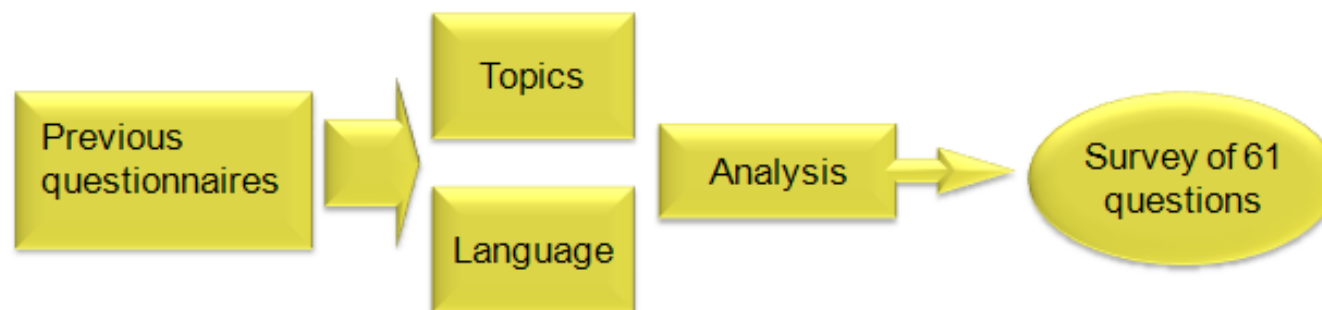 Previous
questionnaires
Topics
Language
Analysis
Survey of 61
questions